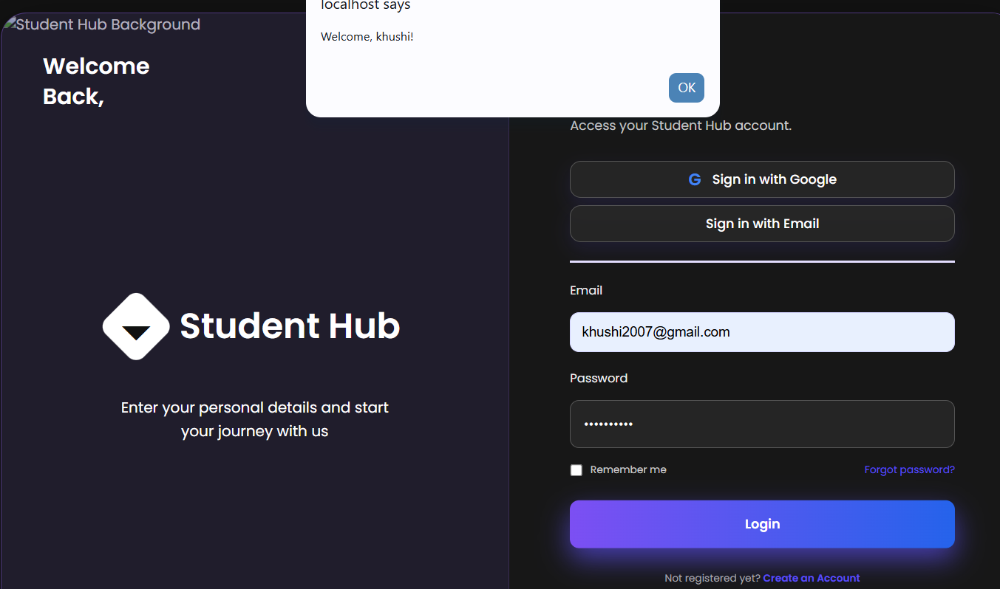 localhost says
Welcome, khushi!
OK
Student Hub Background
Welcome
Back,
Student Hub
Enter your personal details and start
your journey with us
Access your Student Hub account.
G Sign in with Google
Sign in with Email
Email
khushi2007@gmail.com
Password
••••••••••
Remember me
Forgot password?
Login
Not registered yet? Create an Account